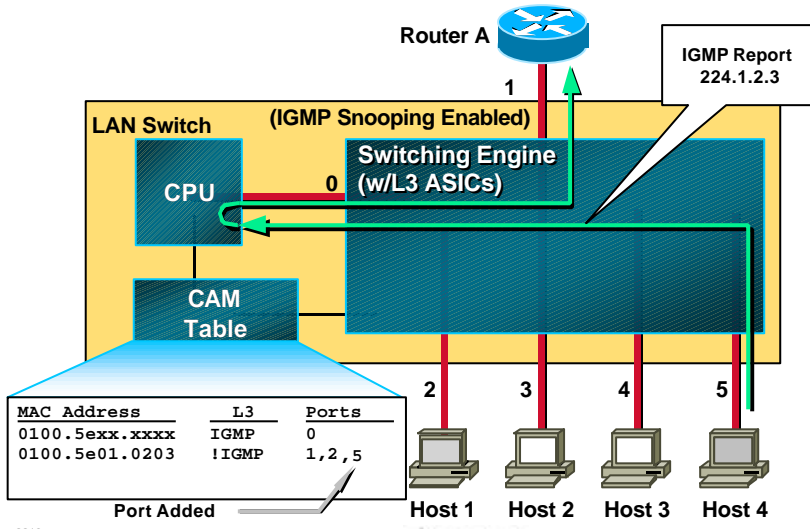 Router A
IGMP Report
224.1.2.3
1
LAN Switch
(IGMP Snooping Enabled)
Switching Engine
(w/L3 ASICs)
CPU
0
CAM
Table
2
3
4
5
MAC Address L3 Ports
0100.5exx.xxxx IGMP 0
0100.5e01.0203 !IGMP 1,2,5
Port Added
Host 1
Host 2
Host 3
Host 4